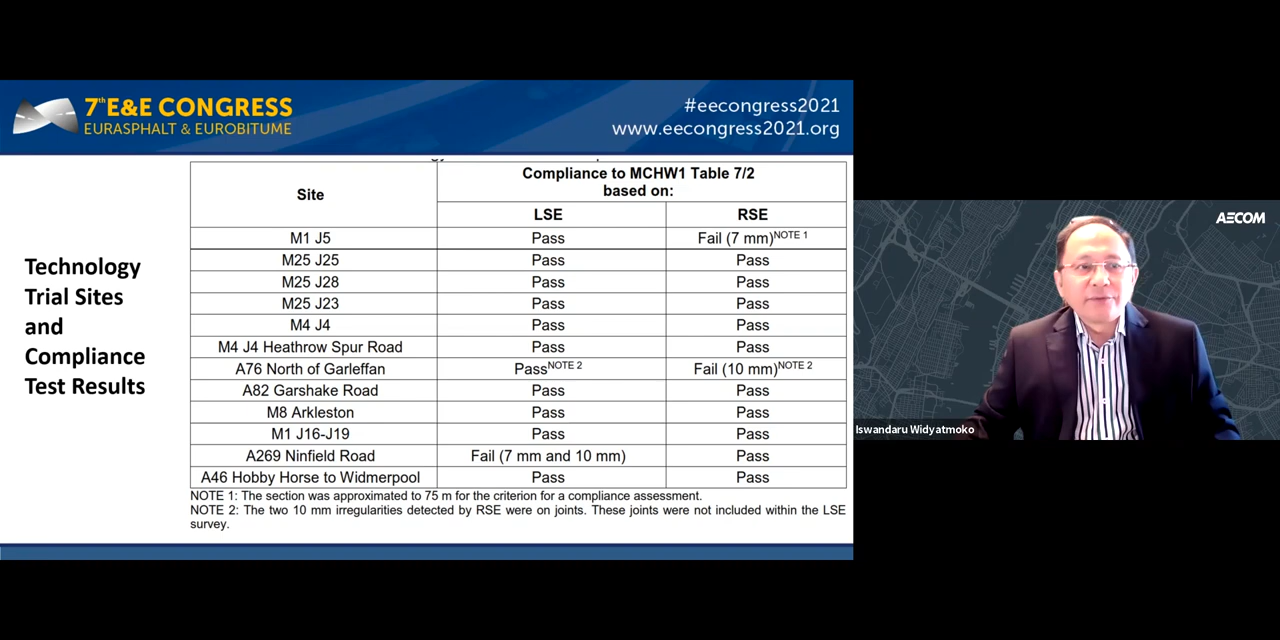 7th E&E CONGRESS
EURASPHALT & EUROBITUME
#eecongress2021
www.eecongress2021.org
Technology
Trial Sites
and
Compliance
Test Results
Site
Compliance to MCHW1 Table 7/2
based on:
LSE
RSE
M1 J5 Pass Fail (7 mm)NOTE 1
M25 J25 Pass Pass
M25 J28 Pass Pass
M25 J23 Pass Pass
M4 J4 Pass Pass
M4 J4 Heathrow Spur Road Pass Pass
A76 North of Garleffan PassNOTE 2 Fail (10 mm)NOTE 2
A82 Garshake Road Pass Pass
M8 Arkleston Pass Pass
M1 J16-J19 Pass Pass
A269 Ninfield Road Fail (7 mm and 10 mm) Pass
A46 Hobby Horse to Widmerpool Pass Pass
NOTE 1: The section was approximated to 75 m for the criterion for a compliance assessment.
NOTE 2: The two 10 mm irregularities detected by RSE were on joints. These joints were not included within the LSE
survey.
AECOM
Iswandaru Widyatmoko